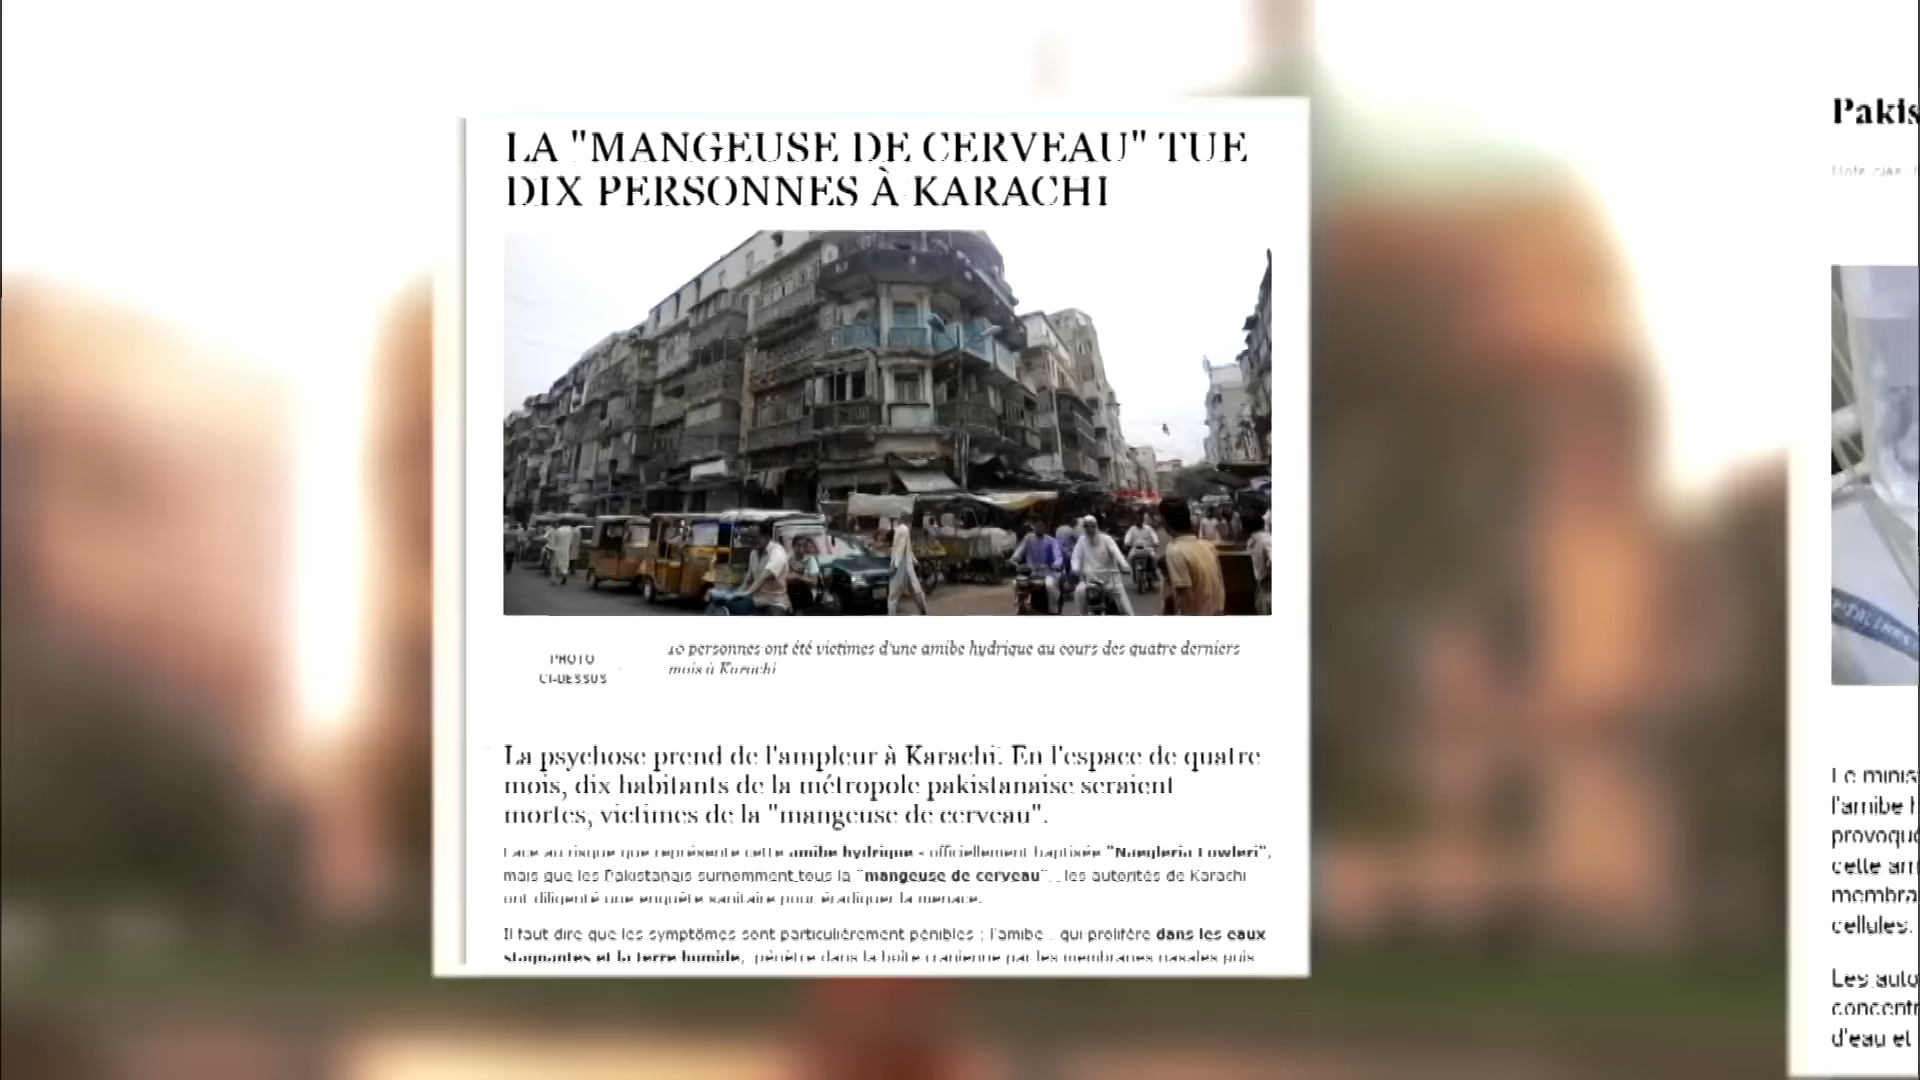 LA "MANGEUSE DE CERVEAU" TUE
DIX PERSONNES À KARACHI
PHOTO
CI-DESSUS
10 personnes ont été victimes d'une amibe hydrique au cours des quatre derniers
mois à Karachi
La psychose prend de l'ampleur à Karachi. En l'espace de quatre
mois, dix habitants de la métropole pakistanaise seraient
mortes, victimes de la "mangeuse de cerveau".
Face au risque que représente cette amibe hydrique - officiellement baptisée "Naegleria Fowleri",
mais que les Pakistanais surnomment tous la "mangeuse de cerveau" - les autorités de Karachi
ont diligenté une enquête sanitaire pour éradiquer la menace.
Il faut dire que les symptômes sont particulièrement pénibles : l'amibe - qui prolifère dans les eaux
stagnantes et la terre humide, pénètre dans la boîte cranienne par les membranes nasales puis
Pakis
Le minis
l'amibe h
provoque
cette am
membra
cellules.
Les auto
concentr
d'eau et